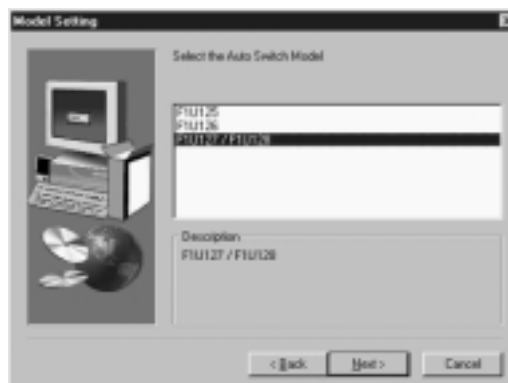 Model Setting
Select the Auto Switch Model
F1U125
F1U126
F1U127 / F1U128
Description
F1U127 / F1U128
< Back
Next >
Cancel